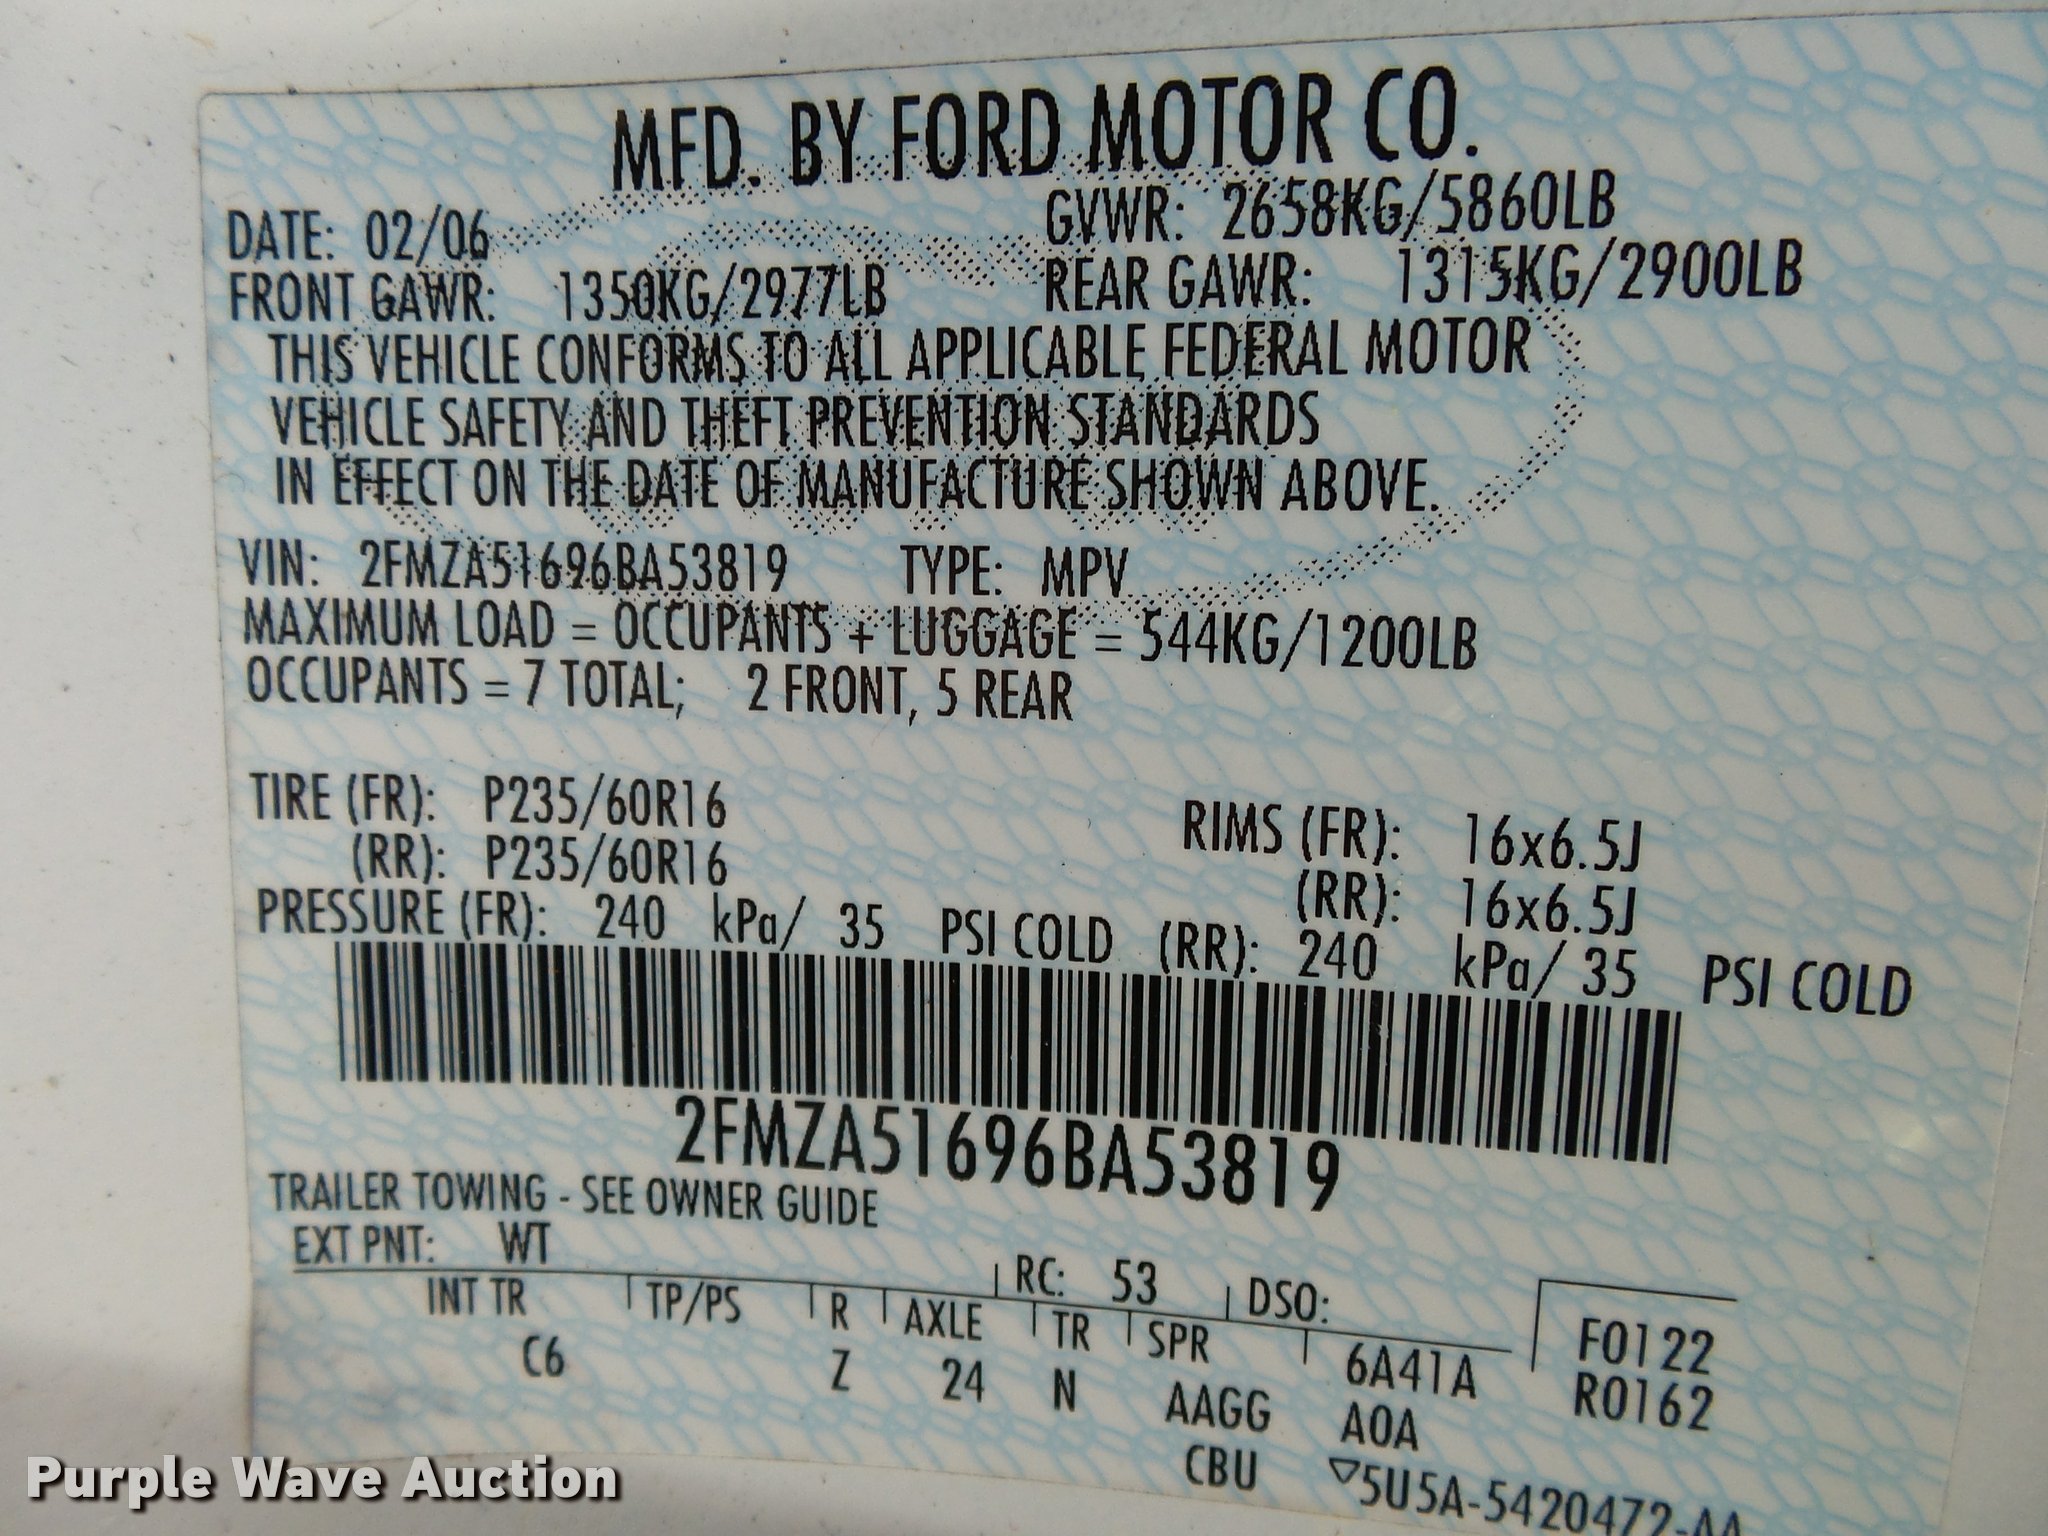 MFD. BY FORD MOTOR CO.
DATE: 02/06 GVWR: 2658KG/5860LB
FRONT GAWR: 1350KG/2977LB REAR GAWR: 1315KG/2900LB
THIS VEHICLE CONFORMS TO ALL APPLICABLE FEDERAL MOTOR
VEHICLE SAFETY AND THEFT PREVENTION STANDARDS
IN EFFECT ON THE DATE OF MANUFACTURE SHOWN ABOVE.
VIN: 2FMZA51696BA53819 TYPE: MPV
MAXIMUM LOAD = OCCUPANTS + LUGGAGE = 544KG/1200LB
OCCUPANTS = 7 TOTAL; 2 FRONT, 5 REAR
TIRE (FR): P235/60R16 RIMS (FR): 16x6.5J
(RR): P235/60R16 (RR): 16x6.5J
PRESSURE (FR): 240 kPa/ 35 PSI COLD (RR): 240 kPa/ 35 PSI COLD
2FMZA51696BA53819
TRAILER TOWING - SEE OWNER GUIDE
EXT PNT: WT RC: 53 DSO:
INT TR TP/PS R AXLE TR SPR 6A41A F0122
C6 Z 24 N AAGG A0A R0162
CBU ▽5U5A-5420472-AA
Purple Wave Auction